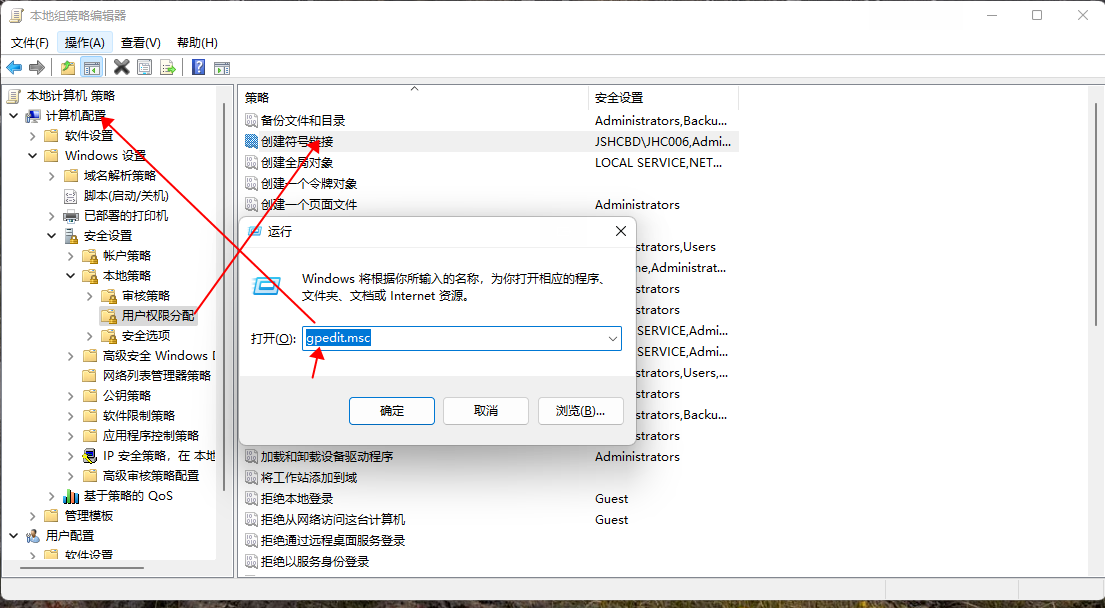 本地组策略编辑器
文件(F) 操作(A) 查看(V) 帮助(H)
本地计算机 策略
计算机配置
软件设置
Windows 设置
域名解析策略
脚本(启动/关机)
已部署的打印机
安全设置
帐户策略
本地策略
审核策略
用户权限分配
安全选项
高级安全 Windows D
网络列表管理器策略
公钥策略
软件限制策略
应用程序控制策略
IP 安全策略，在 本地
高级审核策略配置
基于策略的 QoS
管理模板
用户配置
软件设置
策略 安全设置
备份文件和目录 Administrators,Backu...
创建符号链接 JSHCBD\JHC006,Admi...
创建全局对象 LOCAL SERVICE,NET...
创建一个令牌对象
创建一个页面文件 Administrators
strators,Users
ne,Administrat...
strators
strators
SERVICE,Admi...
SERVICE,Admi...
strators,Users,...
strators
strators,Backu...
strators
加载和卸载设备驱动程序 Administrators
将工作站添加到域
拒绝本地登录 Guest
拒绝从网络访问这台计算机 Guest
拒绝通过远程桌面服务登录
拒绝以服务身份登录
运行
Windows 将根据你所输入的名称，为你打开相应的程序、
文件夹、文档或 Internet 资源。
打开(O): gpedit.msc
确定 取消 浏览(B)...